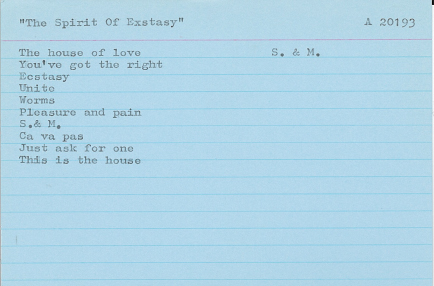 "The Spirit Of Exstasy" A 20193
The house of love S. & M.
You've got the right
Ecstasy
Unite
Worms
Pleasure and pain
S.& M.
Ca va pas
Just ask for one
This is the house